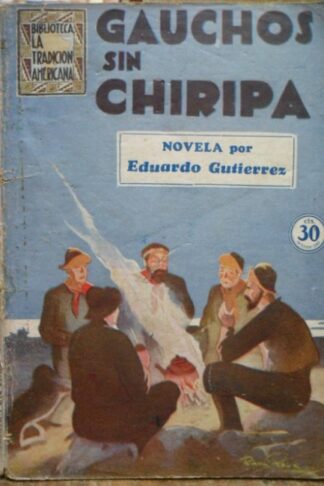 BIBLIOTECA
LA
TRADICION
AMERICANA
GAUCHOS
SIN
CHIRIPA
NOVELA por
Eduardo Gutierrez
CTS.
30